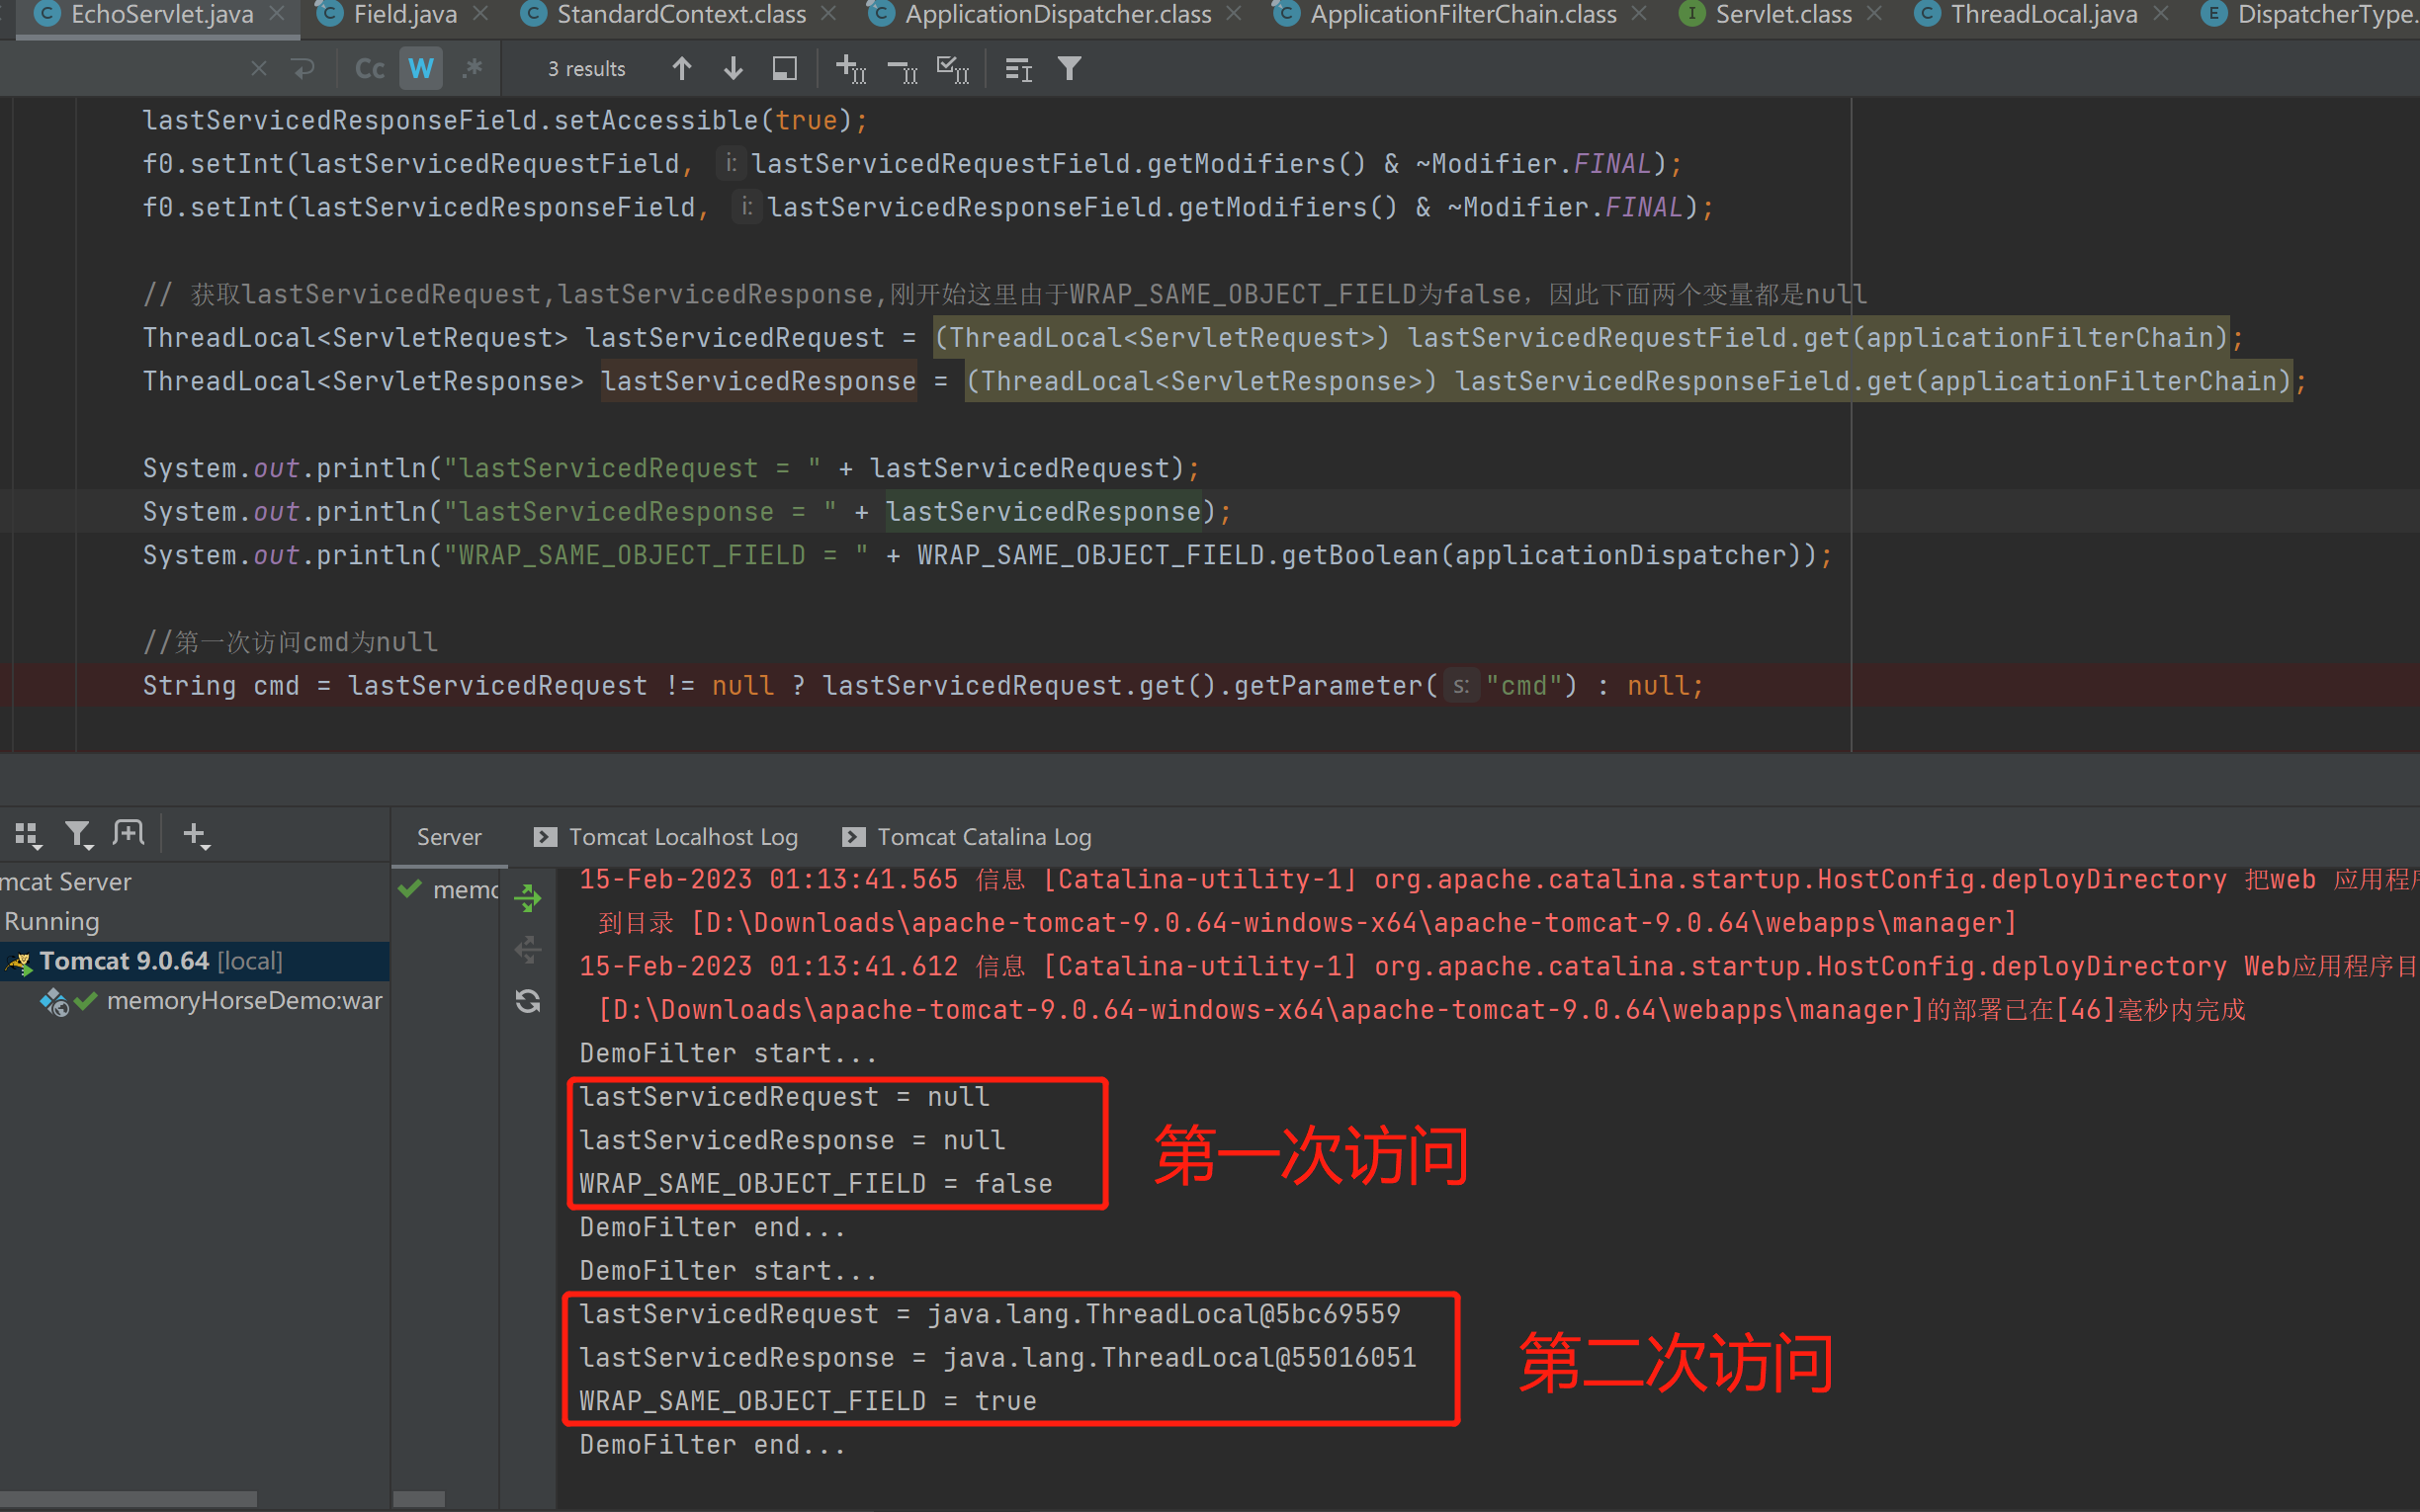 EchoServlet.java Field.java StandardContext.class ApplicationDispatcher.class ApplicationFilterChain.class Servlet.class ThreadLocal.java DispatcherType.
Cc W .* 3 results
lastServicedResponseField.setAccessible(true);
f0.setInt(lastServicedRequestField, i: lastServicedRequestField.getModifiers() & ~Modifier.FINAL);
f0.setInt(lastServicedResponseField, i: lastServicedResponseField.getModifiers() & ~Modifier.FINAL);
// 获取lastServicedRequest,lastServicedResponse,刚开始这里由于WRAP_SAME_OBJECT_FIELD为false，因此下面两个变量都是null
ThreadLocal<ServletRequest> lastServicedRequest = (ThreadLocal<ServletRequest>) lastServicedRequestField.get(applicationFilterChain);
ThreadLocal<ServletResponse> lastServicedResponse = (ThreadLocal<ServletResponse>) lastServicedResponseField.get(applicationFilterChain);
System.out.println("lastServicedRequest = " + lastServicedRequest);
System.out.println("lastServicedResponse = " + lastServicedResponse);
System.out.println("WRAP_SAME_OBJECT_FIELD = " + WRAP_SAME_OBJECT_FIELD.getBoolean(applicationDispatcher));
//第一次访问cmd为null
String cmd = lastServicedRequest != null ? lastServicedRequest.get().getParameter( s: "cmd") : null;
Server Tomcat Localhost Log Tomcat Catalina Log
mcat Server
Running
Tomcat 9.0.64 [local]
memoryHorseDemo:war
memo
15-Feb-2023 01:13:41.565 信息 [Catalina-utility-1] org.apache.catalina.startup.HostConfig.deployDirectory 把web 应用程序
到目录 [D:\Downloads\apache-tomcat-9.0.64-windows-x64\apache-tomcat-9.0.64\webapps\manager]
15-Feb-2023 01:13:41.612 信息 [Catalina-utility-1] org.apache.catalina.startup.HostConfig.deployDirectory Web应用程序目
[D:\Downloads\apache-tomcat-9.0.64-windows-x64\apache-tomcat-9.0.64\webapps\manager]的部署已在[46]毫秒内完成
DemoFilter start...
lastServicedRequest = null
lastServicedResponse = null
WRAP_SAME_OBJECT_FIELD = false
第一次访问
DemoFilter end...
DemoFilter start...
lastServicedRequest = java.lang.ThreadLocal@5bc69559
lastServicedResponse = java.lang.ThreadLocal@55016051
WRAP_SAME_OBJECT_FIELD = true
第二次访问
DemoFilter end...